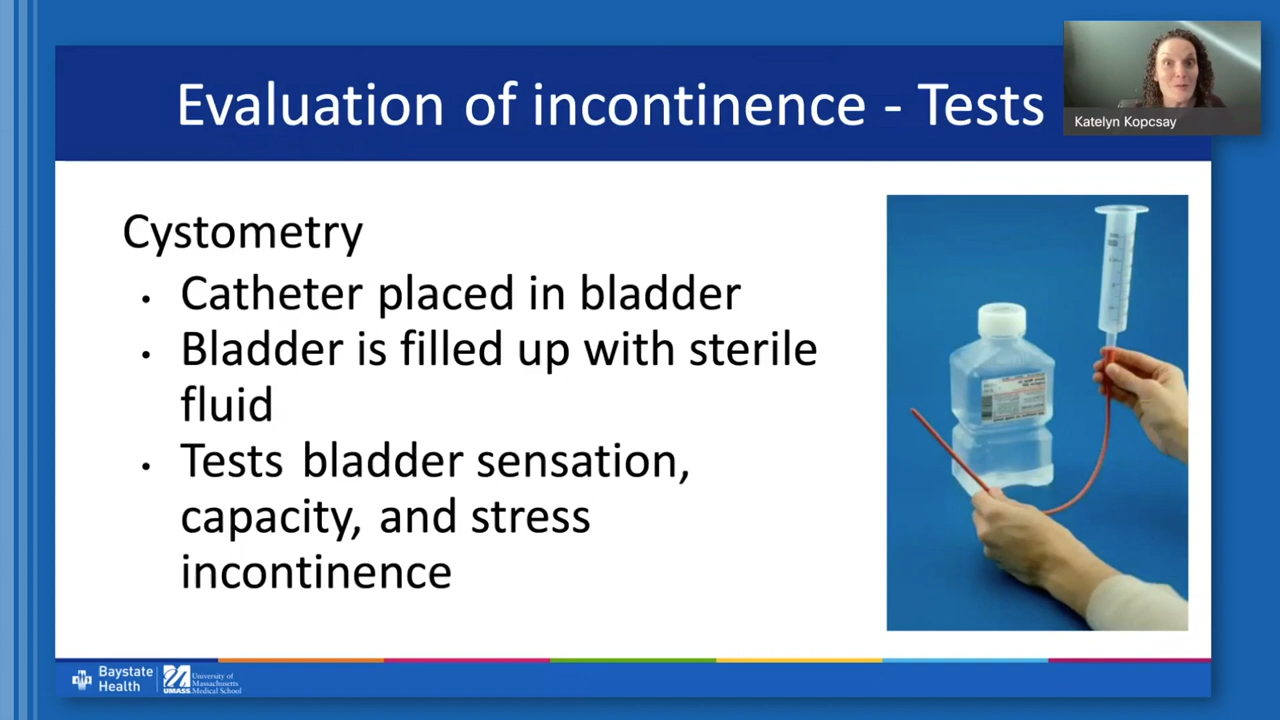 Evaluation of incontinence - Tests
Katelyn Kopcsay
Cystometry
• Catheter placed in bladder
• Bladder is filled up with sterile
fluid
• Tests bladder sensation,
capacity, and stress
incontinence
Baystate
Health
UMASS
University of
Massachusetts
Medical School